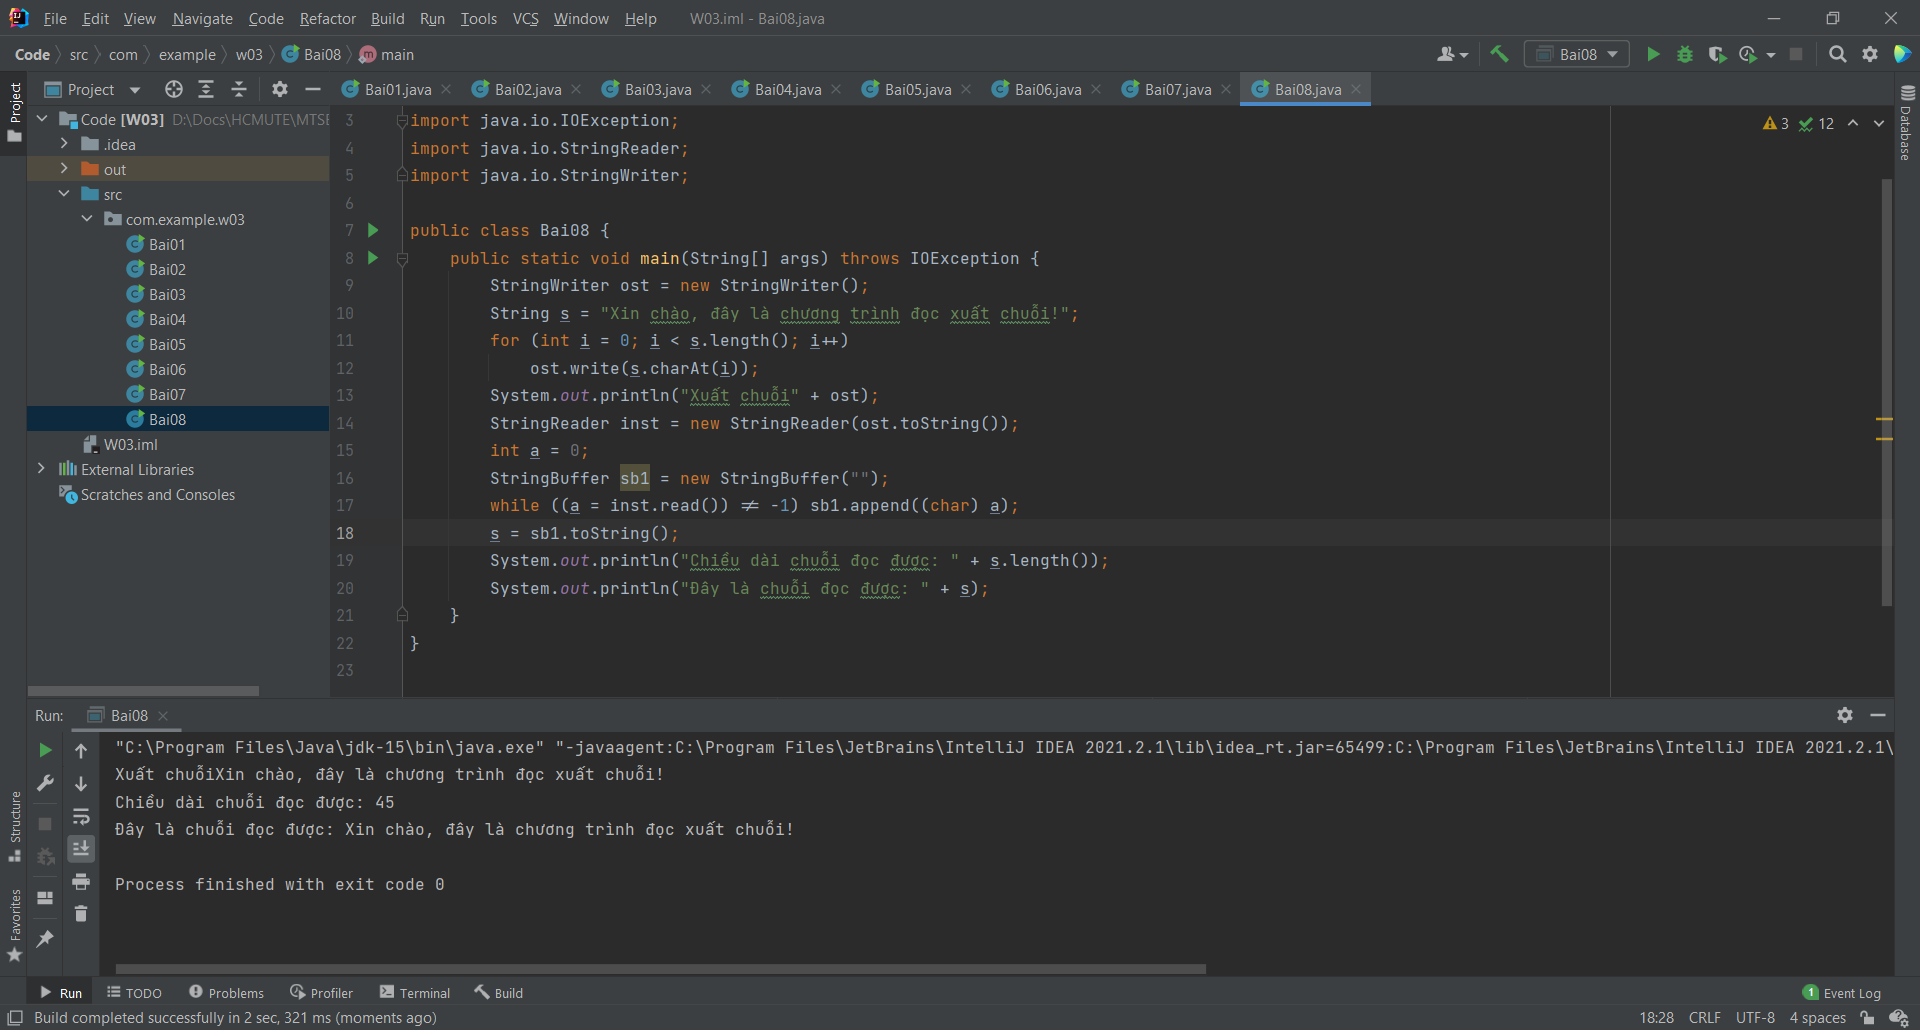 File Edit View Navigate Code Refactor Build Run Tools VCS Window Help W03.iml - Bai08.java
Code src com example w03 Bai08 main
Bai08
Project
Bai01.java Bai02.java Bai03.java Bai04.java Bai05.java Bai06.java Bai07.java Bai08.java
Project
Structure
Favorites
Database
Code [W03] D:\Docs\HCMUTE\MTSE
.idea
out
src
com.example.w03
Bai01
Bai02
Bai03
Bai04
Bai05
Bai06
Bai07
Bai08
W03.iml
External Libraries
Scratches and Consoles
3 12
3 import java.io.IOException;
4 import java.io.StringReader;
5 import java.io.StringWriter;
6
7 public class Bai08 {
8 public static void main(String[] args) throws IOException {
9 StringWriter ost = new StringWriter();
10 String s = "Xin chào, đây là chương trình đọc xuất chuỗi!";
11 for (int i = 0; i < s.length(); i++)
12 ost.write(s.charAt(i));
13 System.out.println("Xuất chuỗi" + ost);
14 StringReader inst = new StringReader(ost.toString());
15 int a = 0;
16 StringBuffer sb1 = new StringBuffer("");
17 while ((a = inst.read()) != -1) sb1.append((char) a);
18 s = sb1.toString();
19 System.out.println("Chiều dài chuỗi đọc được: " + s.length());
20 System.out.println("Đây là chuỗi đọc được: " + s);
21 }
22 }
23
Run: Bai08
"C:\Program Files\Java\jdk-15\bin\java.exe" "-javaagent:C:\Program Files\JetBrains\IntelliJ IDEA 2021.2.1\lib\idea_rt.jar=65499:C:\Program Files\JetBrains\IntelliJ IDEA 2021.2.1\
Xuất chuỗiXin chào, đây là chương trình đọc xuất chuỗi!
Chiều dài chuỗi đọc được: 45
Đây là chuỗi đọc được: Xin chào, đây là chương trình đọc xuất chuỗi!
Process finished with exit code 0
Run TODO Problems Profiler Terminal Build 1 Event Log
Build completed successfully in 2 sec, 321 ms (moments ago) 18:28 CRLF UTF-8 4 spaces